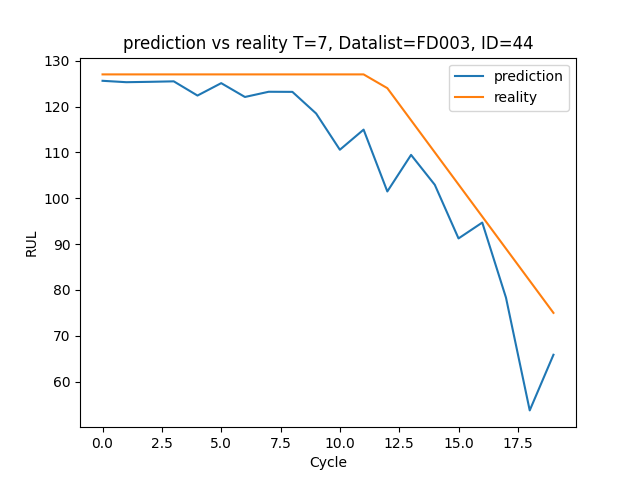 prediction vs reality T=7, Datalist=FD003, ID=44
130
120
110
100
90
80
70
60
RUL
prediction
reality
0.0 2.5 5.0 7.5 10.0 12.5 15.0 17.5
Cycle